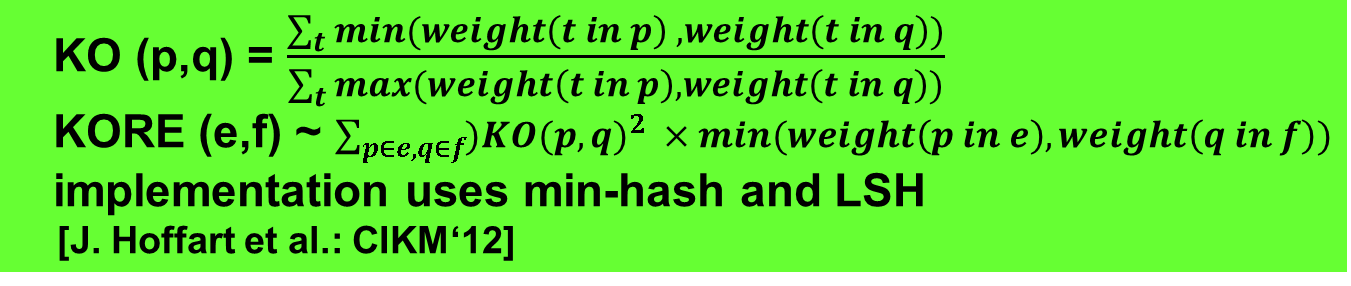 KO (p,q) = ∑ₜ min(weight(t in p) ,weight(t in q)) / ∑ₜ max(weight(t in p),weight(t in q))
KORE (e,f) ~ ∑_{p∈e,q∈f})KO(p,q)² × min(weight(p in e),weight(q in f))
implementation uses min-hash and LSH
[J. Hoffart et al.: CIKM‘12]